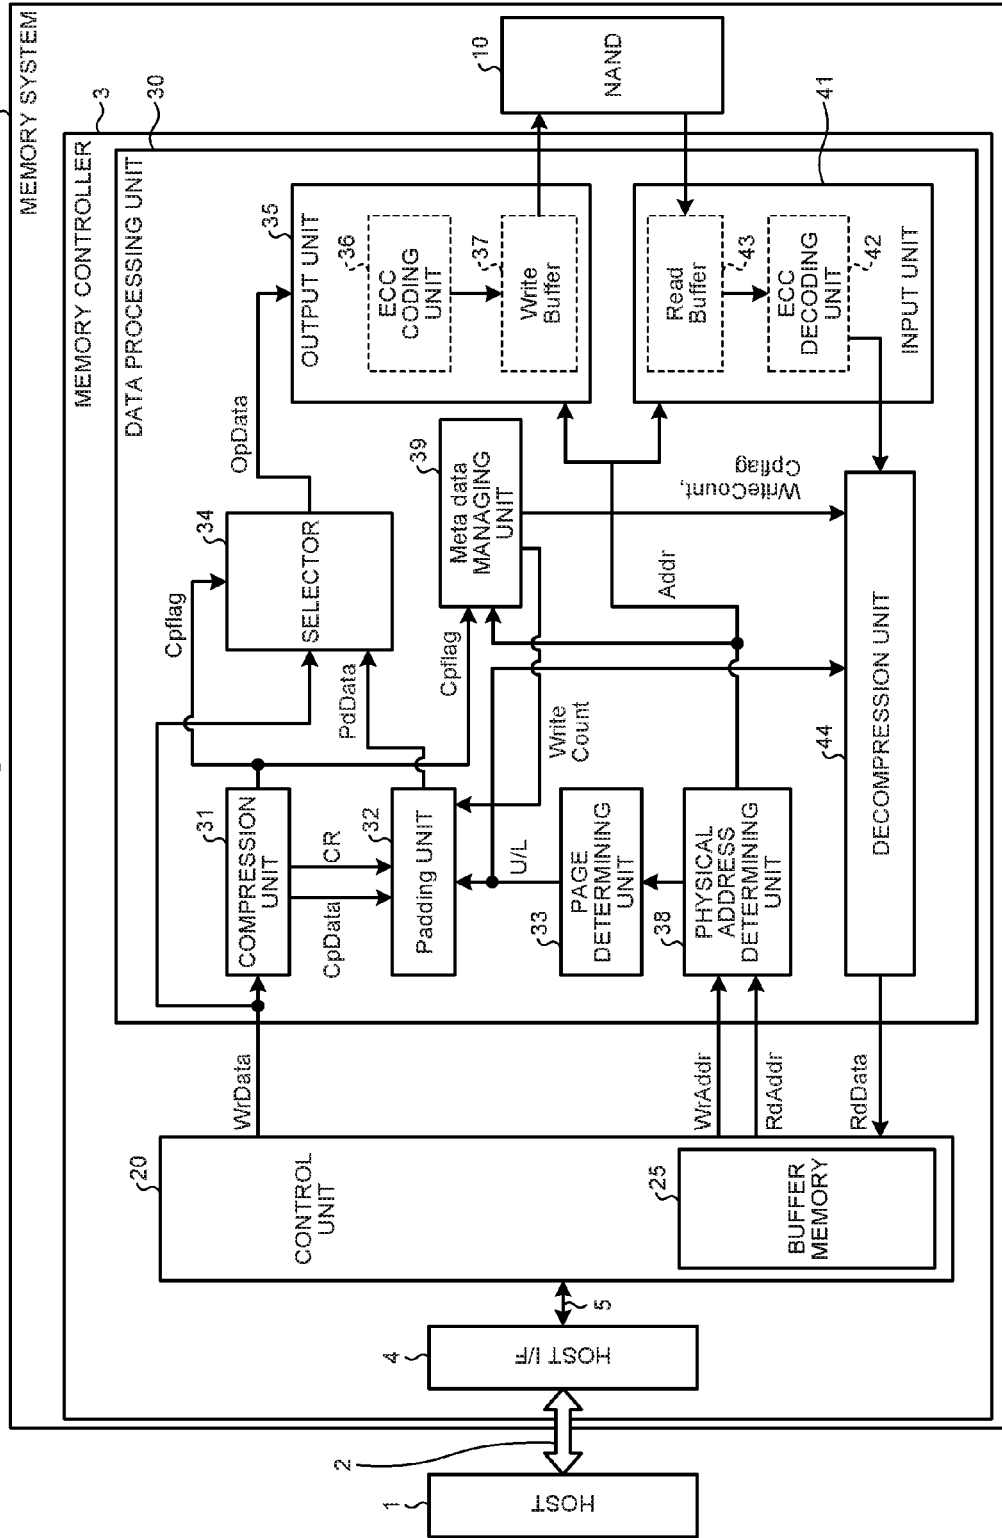 MEMORY SYSTEM
3
MEMORY CONTROLLER
30
DATA PROCESSING UNIT
1
HOST
2
4
HOST I/F
5
20
CONTROL
UNIT
25
BUFFER
MEMORY
WrData
WrAddr
RdAddr
RdData
31
COMPRESSION
UNIT
CpData
CR
32
Padding UNIT
U/L
33
PAGE
DETERMINING
UNIT
38
PHYSICAL
ADDRESS
DETERMINING
UNIT
44
DECOMPRESSION UNIT
Cpflag
PdData
Cpflag
Write
Count
34
SELECTOR
OpData
39
Meta data
MANAGING
UNIT
Addr
WriteCount,
Cpflag
35
OUTPUT UNIT
36
ECC
CODING
UNIT
37
Write
Buffer
Read
Buffer
43
ECC
DECODING
UNIT
42
INPUT UNIT
41
10
NAND